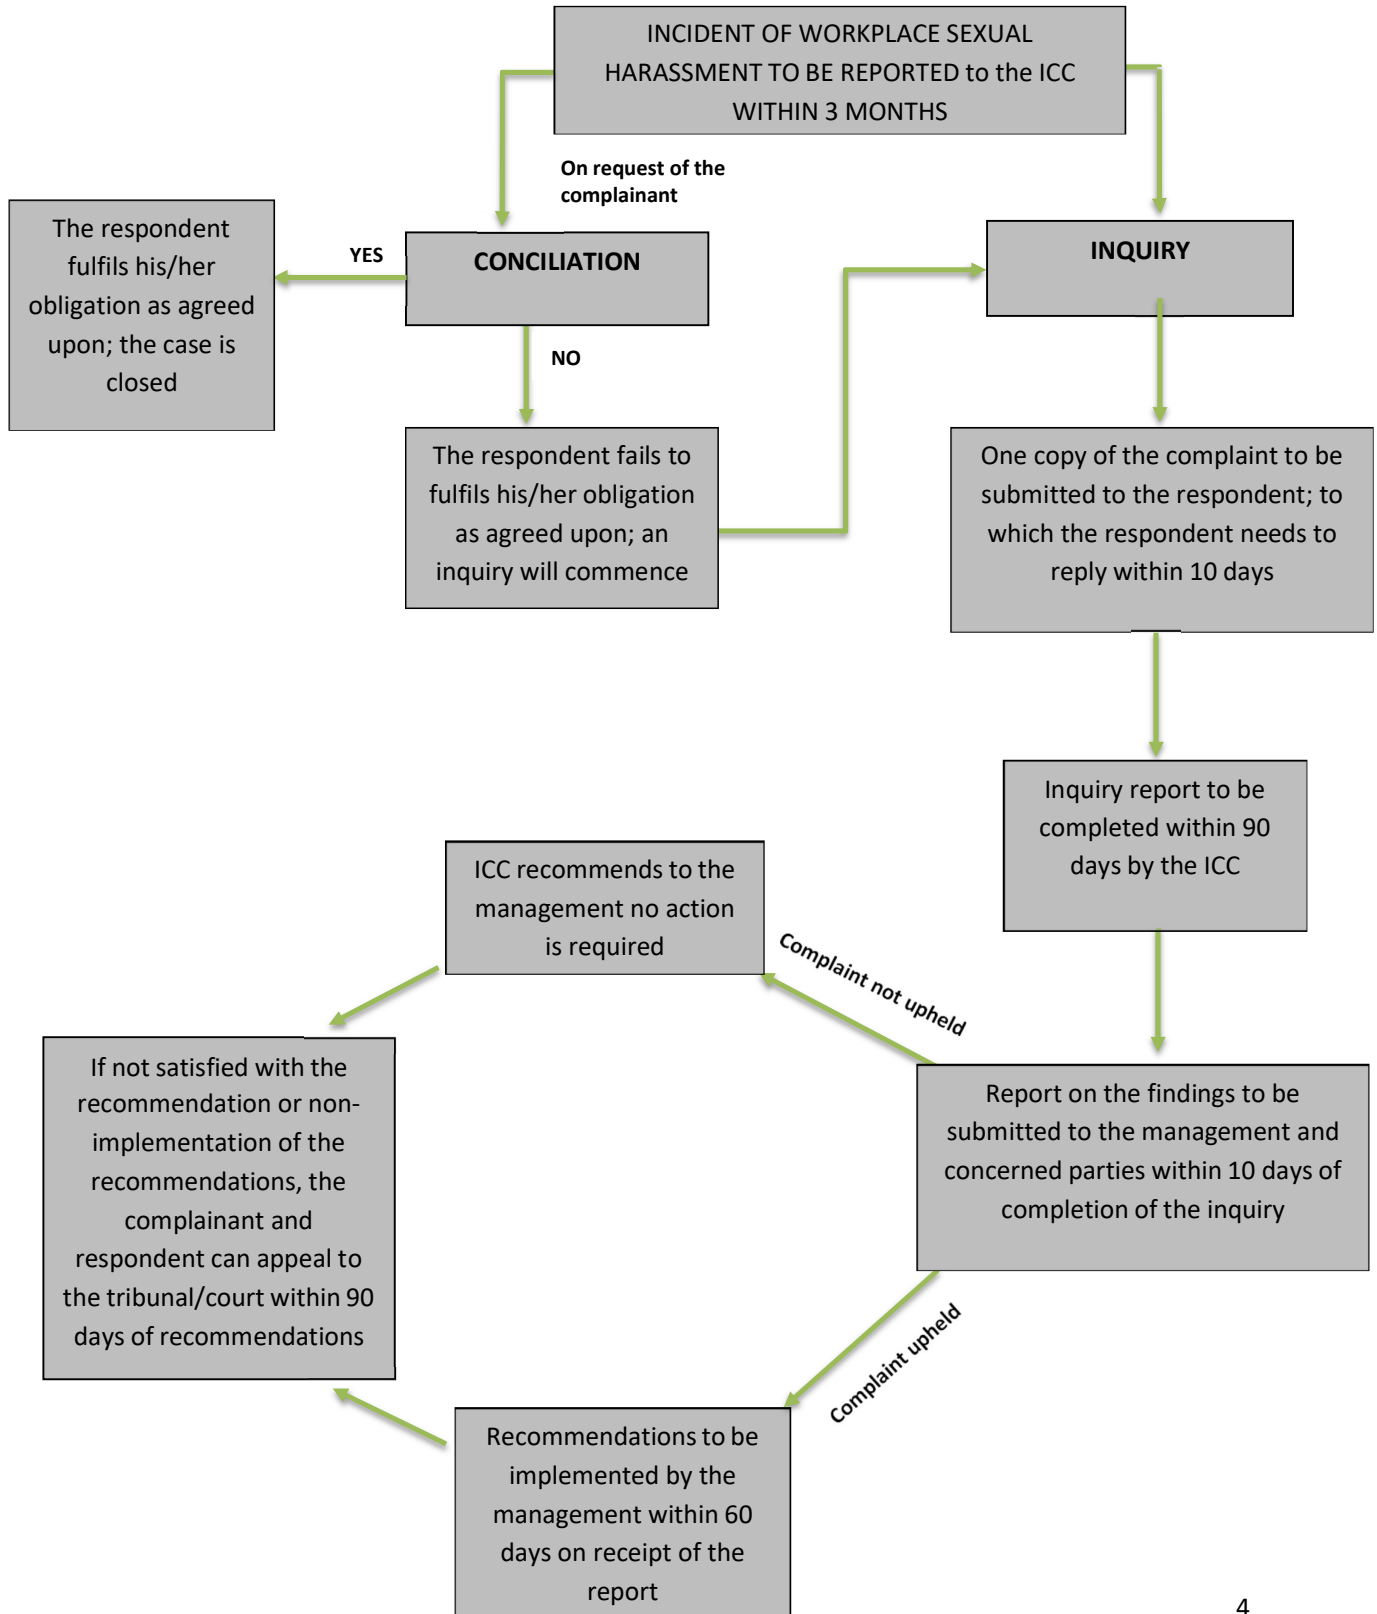 INCIDENT OF WORKPLACE SEXUAL
HARASSMENT TO BE REPORTED to the ICC
WITHIN 3 MONTHS
On request of the
complainant
The respondent
fulfils his/her
obligation as agreed
upon; the case is
closed
YES
CONCILIATION
INQUIRY
NO
The respondent fails to
fulfils his/her obligation
as agreed upon; an
inquiry will commence
One copy of the complaint to be
submitted to the respondent; to
which the respondent needs to
reply within 10 days
Inquiry report to be
completed within 90
days by the ICC
ICC recommends to the
management no action
is required
Complaint not upheld
If not satisfied with the
recommendation or non-
implementation of the
recommendations, the
complainant and
respondent can appeal to
the tribunal/court within 90
days of recommendations
Report on the findings to be
submitted to the management and
concerned parties within 10 days of
completion of the inquiry
Complaint upheld
Recommendations to be
implemented by the
management within 60
days on receipt of the
report
4